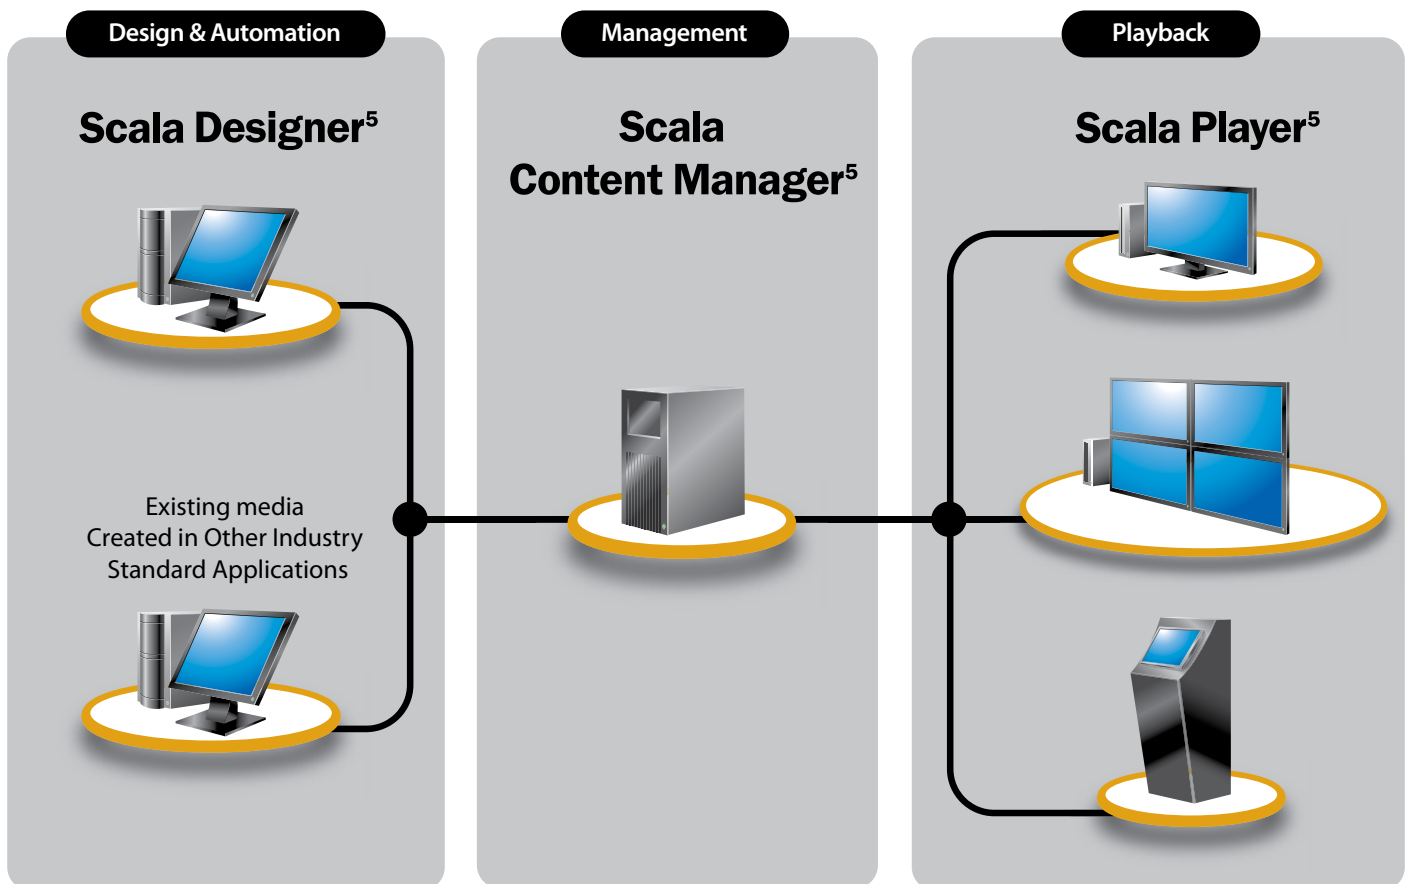 Design & Automation
Scala Designer⁵
Existing media
Created in Other Industry
Standard Applications
Management
Scala
Content Manager⁵
Playback
Scala Player⁵